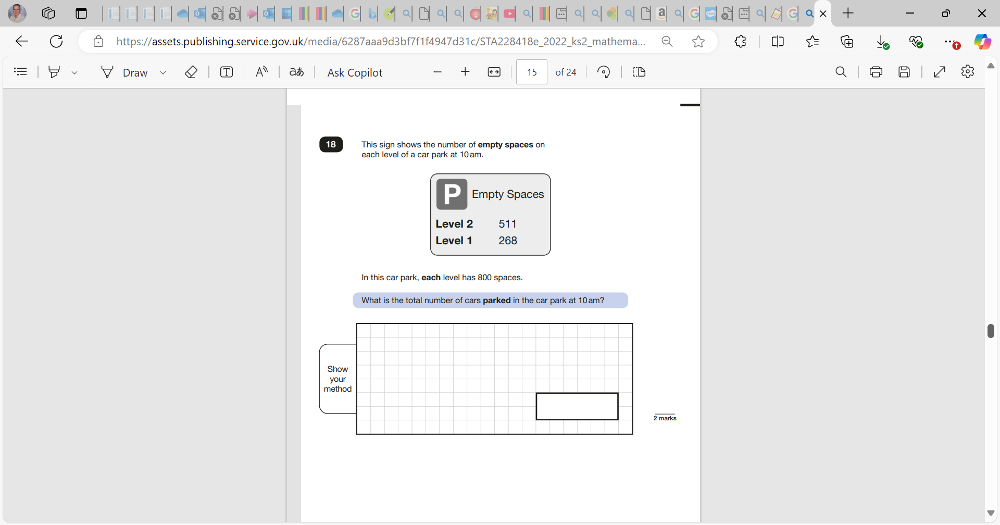 https://assets.publishing.service.gov.uk/media/6287aaa9d3bf7f1f4947d31c/STA228418e_2022_ks2_mathema...
Draw
A
aあ
Ask Copilot
15
of 24
18
This sign shows the number of empty spaces on
each level of a car park at 10 am.
P
Empty Spaces
Level 2 511
Level 1 268
In this car park, each level has 800 spaces.
What is the total number of cars parked in the car park at 10 am?
Show
your
method
2 marks